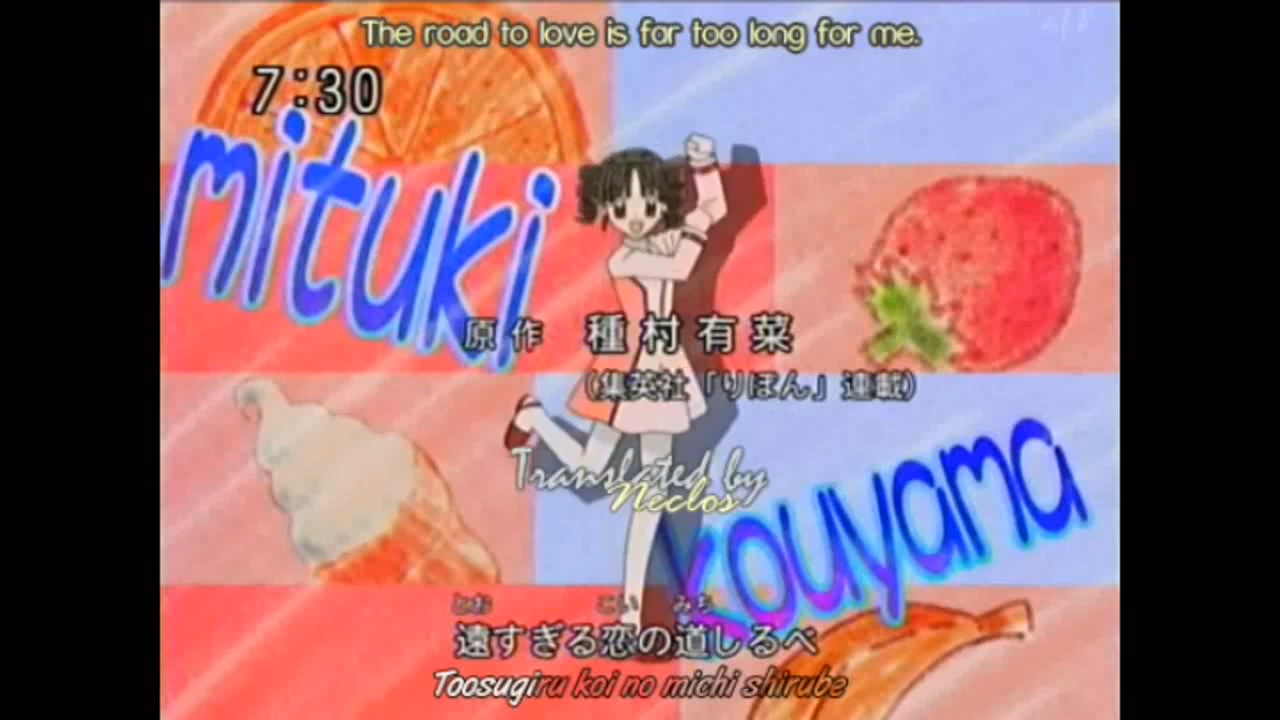 The road to love is far too long for me.
7:30
mituki
原作 種村有菜
(集英社「りぼん」連載)
Translated by
Neclos
kouyama
とお こい みち
遠すぎる恋の道しるべ
Toosugiru koi no michi shirube